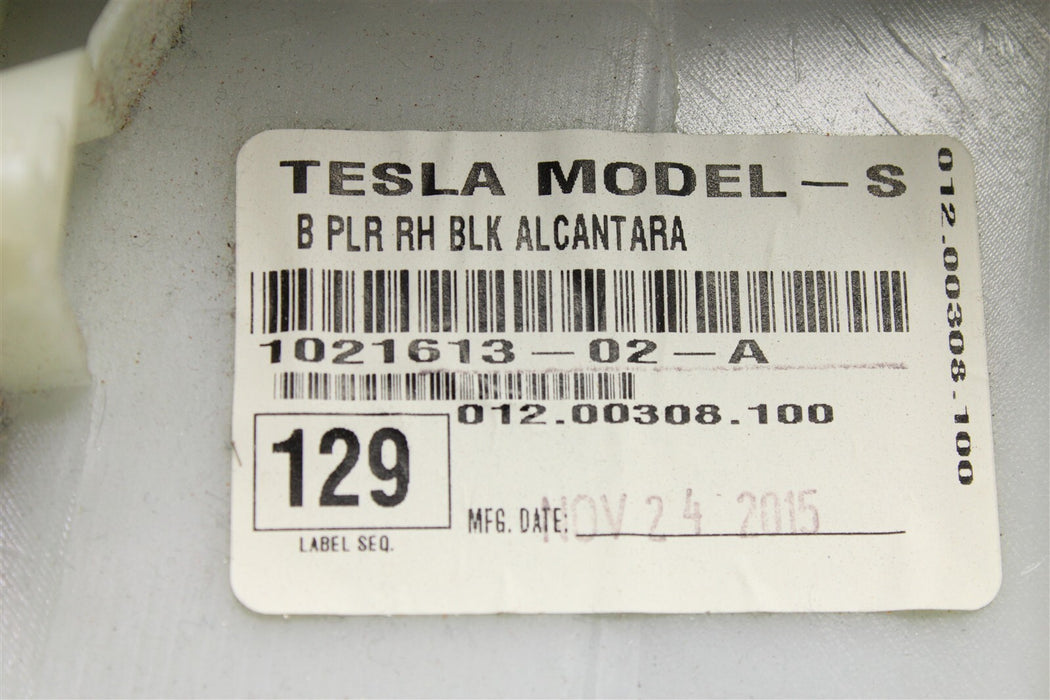 TESLA MODEL-S
B PLR RH BLK ALCANTARA
1021613-02-A
012.00308.100
129
LABEL SEQ.
MFG. DATE: NOV 24 2015
012.00308.100